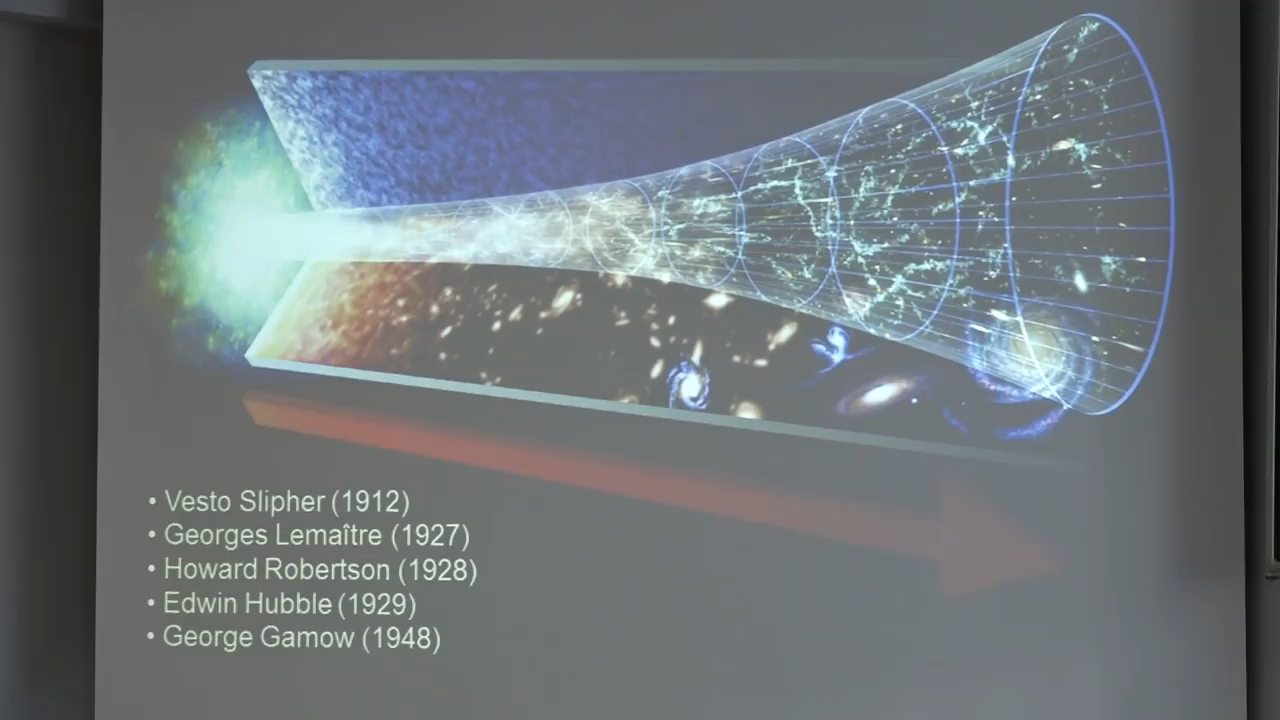 • Vesto Slipher (1912)
• Georges Lemaître (1927)
• Howard Robertson (1928)
• Edwin Hubble (1929)
• George Gamow (1948)